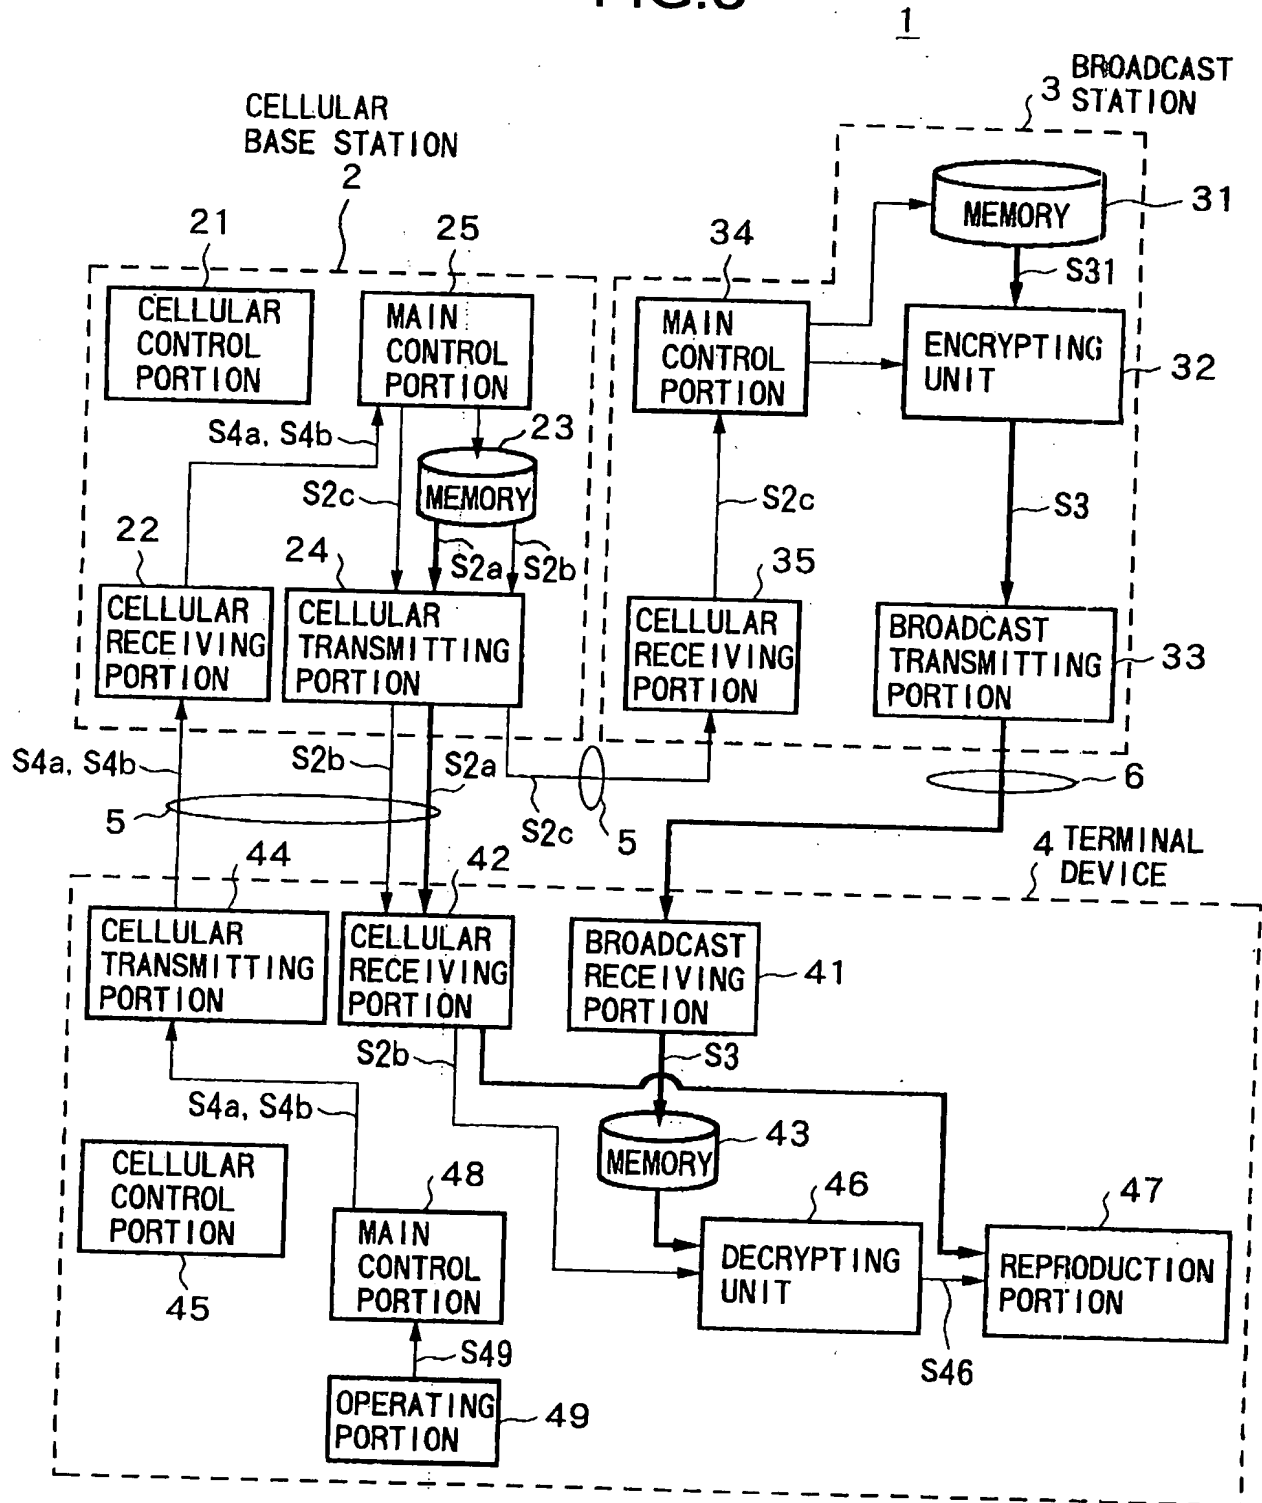 1
BROADCAST
3 STATION
CELLULAR
BASE STATION
2
21
25
34
31
MEMORY
S31
CELLULAR
CONTROL
PORTION
MAIN
CONTROL
PORTION
MAIN
CONTROL
PORTION
ENCRYPTING
UNIT
32
S4a, S4b
23
MEMORY
S2c
S2c
S3
22
24
S2a
S2b
35
CELLULAR
RECEIVING
PORTION
CELLULAR
TRANSMITTING
PORTION
CELLULAR
RECEIVING
PORTION
BROADCAST
TRANSMITTING
PORTION
33
S4a, S4b
S2b
S2a
S2c
5
5
6
44
42
4 TERMINAL
DEVICE
CELLULAR
TRANSMITTING
PORTION
CELLULAR
RECEIVING
PORTION
BROADCAST
RECEIVING
PORTION
41
S2b
S3
S4a, S4b
43
MEMORY
CELLULAR
CONTROL
PORTION
45
48
MAIN
CONTROL
PORTION
46
DECRYPTING
UNIT
47
REPRODUCTION
PORTION
S49
S46
OPERATING
PORTION
49